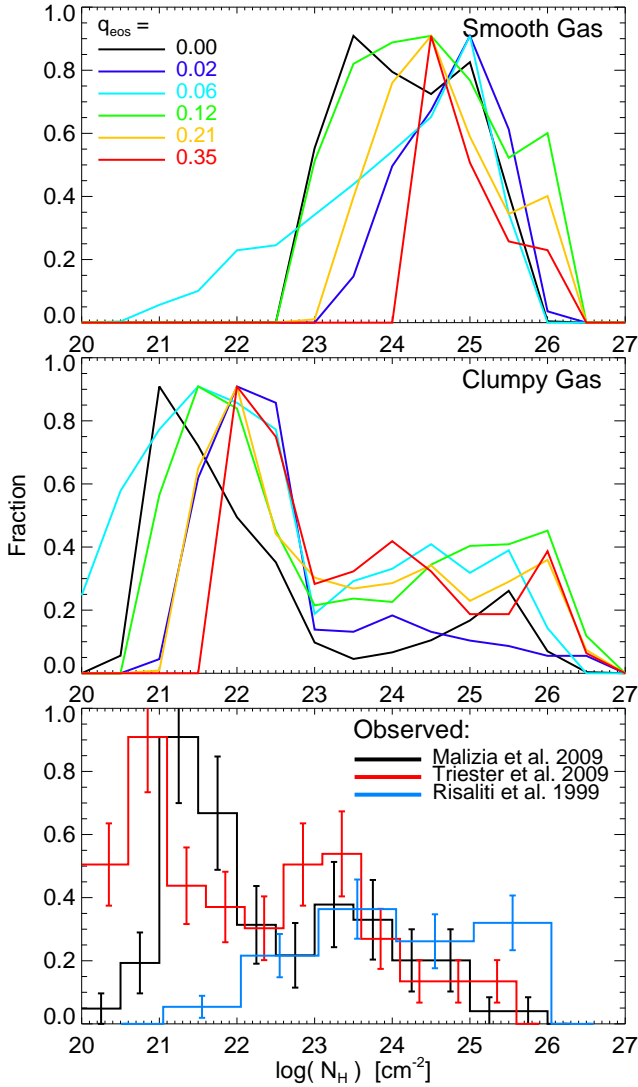 q_eos =
0.00
0.02
0.06
0.12
0.21
0.35
Smooth Gas
1.0
0.8
0.6
0.4
0.2
0.0
20 21 22 23 24 25 26 27
Clumpy Gas
1.0
0.8
0.6
0.4
0.2
0.0
Fraction
20 21 22 23 24 25 26 27
Observed:
Malizia et al. 2009
Triester et al. 2009
Risaliti et al. 1999
1.0
0.8
0.6
0.4
0.2
0.0
20 21 22 23 24 25 26 27
log( N_H ) [cm^-2]